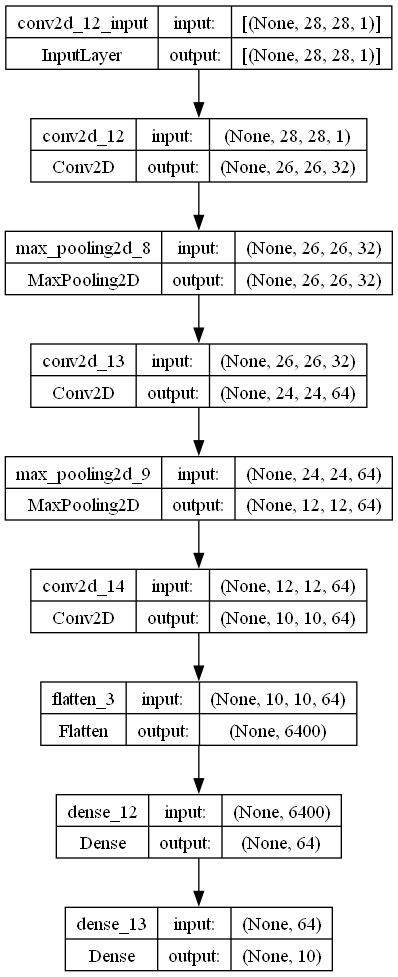 conv2d_12_input input: [(None, 28, 28, 1)]
InputLayer output: [(None, 28, 28, 1)]
conv2d_12 input: (None, 28, 28, 1)
Conv2D output: (None, 26, 26, 32)
max_pooling2d_8 input: (None, 26, 26, 32)
MaxPooling2D output: (None, 26, 26, 32)
conv2d_13 input: (None, 26, 26, 32)
Conv2D output: (None, 24, 24, 64)
max_pooling2d_9 input: (None, 24, 24, 64)
MaxPooling2D output: (None, 12, 12, 64)
conv2d_14 input: (None, 12, 12, 64)
Conv2D output: (None, 10, 10, 64)
flatten_3 input: (None, 10, 10, 64)
Flatten output: (None, 6400)
dense_12 input: (None, 6400)
Dense output: (None, 64)
dense_13 input: (None, 64)
Dense output: (None, 10)